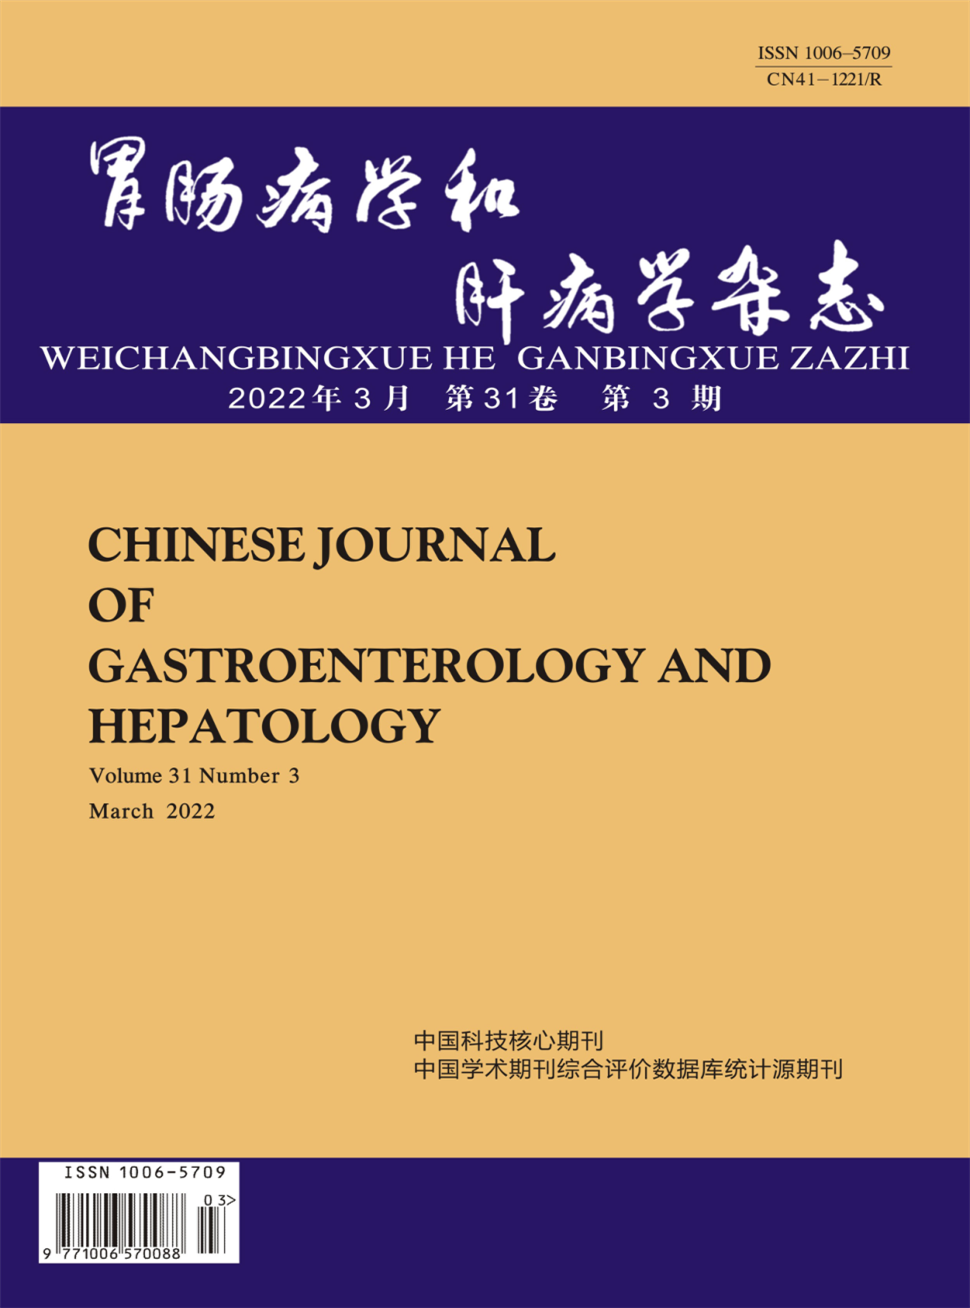 ISSN 1006–5709
CN41–1221/R
胃肠病学和
肝病学杂志
WEICHANGBINGXUE HE GANBINGXUE ZAZHI
2022年 3 月 第 31 卷 第 3 期
CHINESE JOURNAL
OF
GASTROENTEROLOGY AND
HEPATOLOGY
Volume 31 Number 3
March 2022
中国科技核心期刊
中国学术期刊综合评价数据库统计源期刊
ISSN 1006-5709
03>
9 771006 570088